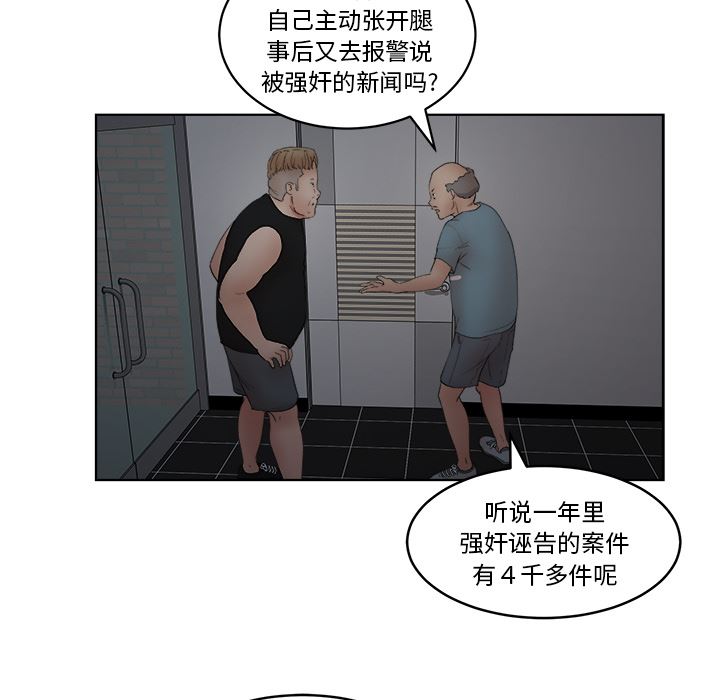 自己主动张开腿
事后又去报警说
被强奸的新闻吗?
听说一年里
强奸诬告的案件
有4千多件呢